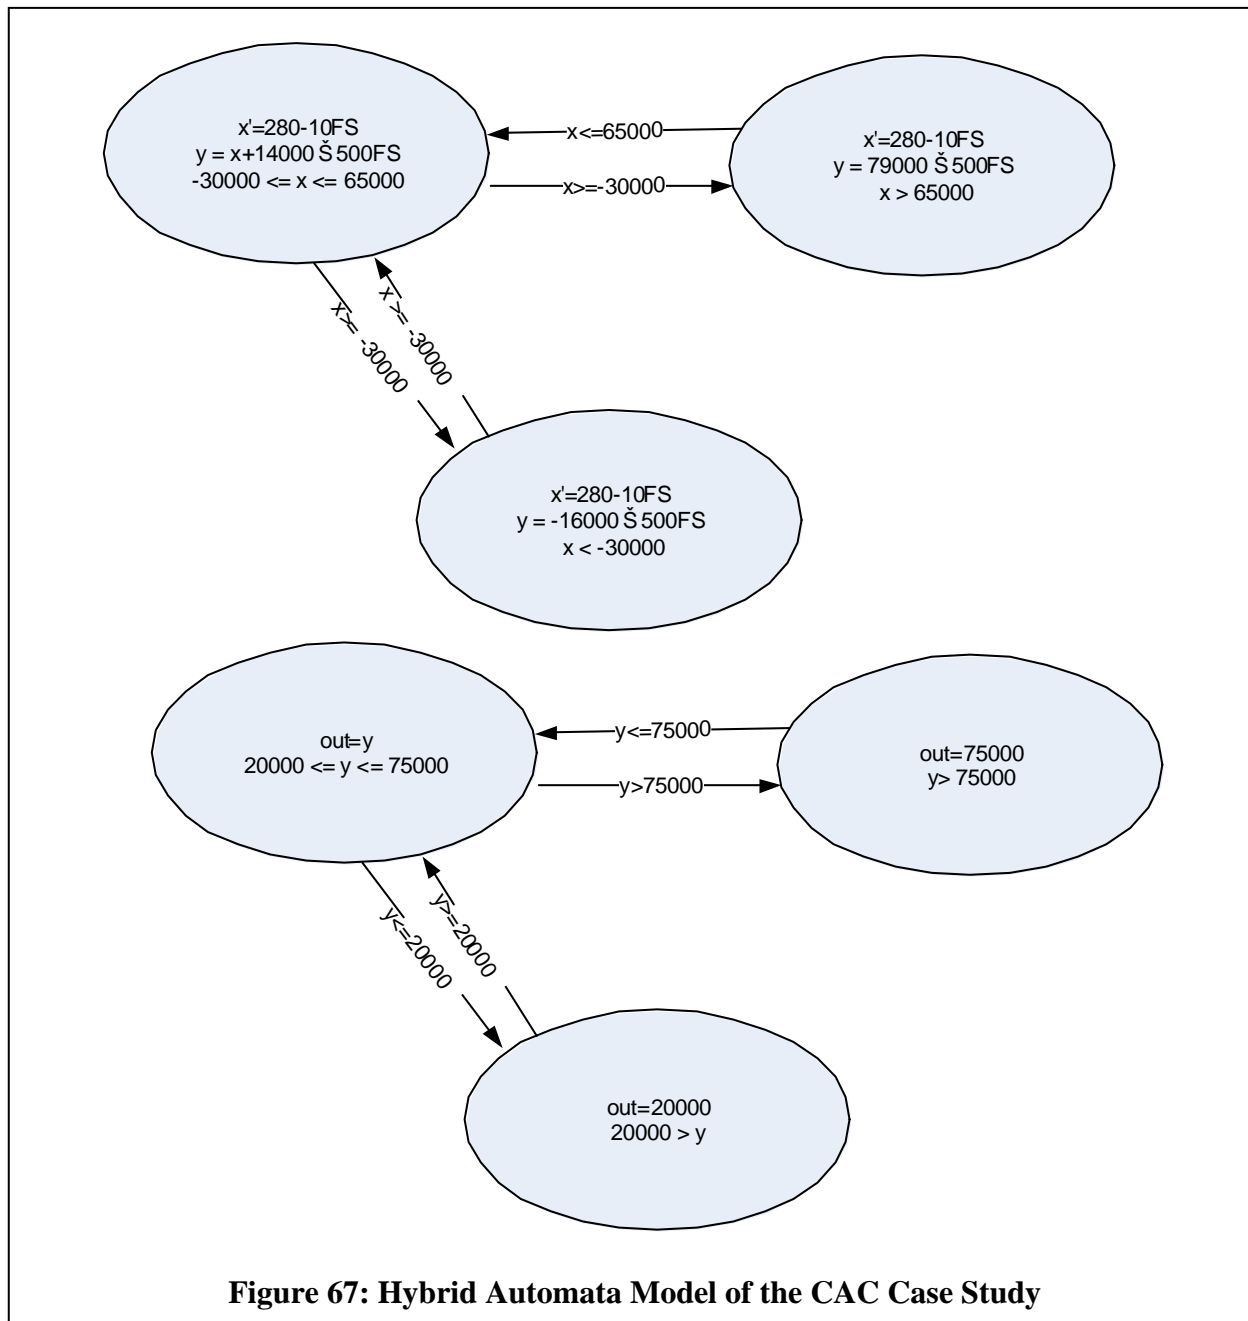 x'=280-10FS
y = x+14000 Š 500FS
-30000 <= x <= 65000
x<=65000
x>=-30000
x'=280-10FS
y = 79000 Š 500FS
x > 65000
x>= -30000
x >= -30000
x'=280-10FS
y = -16000 Š 500FS
x < -30000
out=y
20000 <= y <= 75000
y<=75000
y>75000
out=75000
y> 75000
y<=20000
y>=20000
out=20000
20000 > y
Figure 67: Hybrid Automata Model of the CAC Case Study